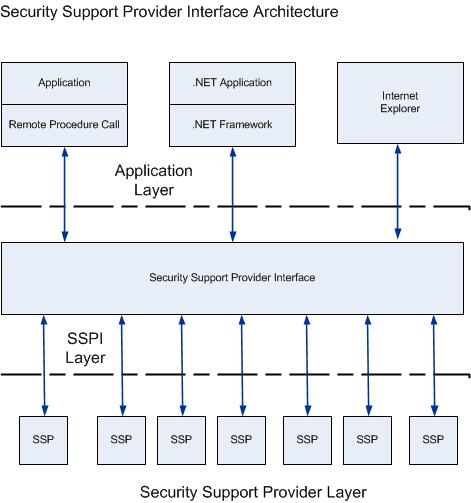 Security Support Provider Interface Architecture
Application
Remote Procedure Call
.NET Application
.NET Framework
Internet
Explorer
Application
Layer
Security Support Provider Interface
SSPI
Layer
SSP
SSP
SSP
SSP
SSP
SSP
SSP
Security Support Provider Layer